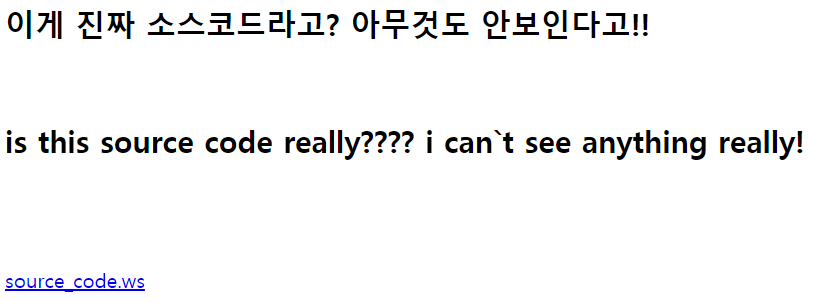 이게 진짜 소스코드라고? 아무것도 안보인다고!!
is this source code really???? i can`t see anything really!
source_code.ws